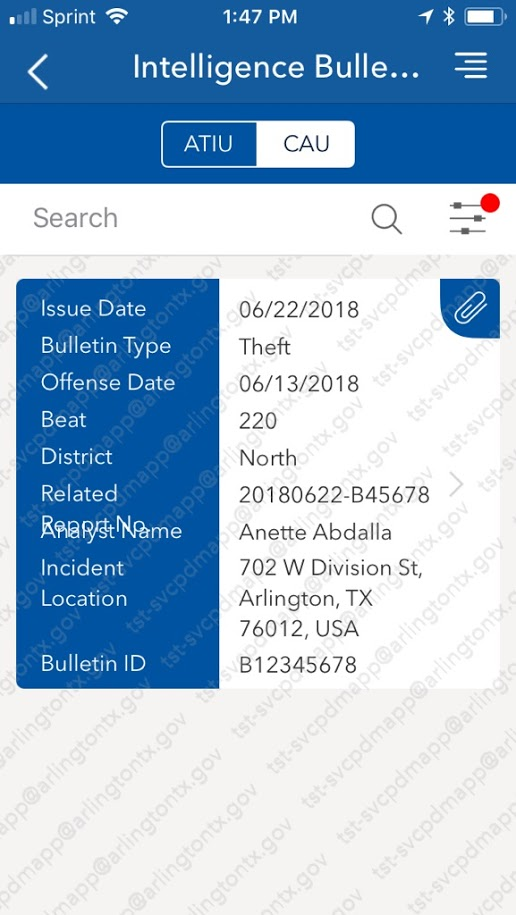 Sprint 1:47 PM
Intelligence Bulle...
ATIU CAU
Search
Issue Date 06/22/2018
Bulletin Type Theft
Offense Date 06/13/2018
Beat 220
District North
Related Report No. 20180622-B45678
Analyst Name Anette Abdalla
Incident Location 702 W Division St,
Arlington, TX
76012, USA
Bulletin ID B12345678
tst-svcpdmapp@arlingtontx.gov